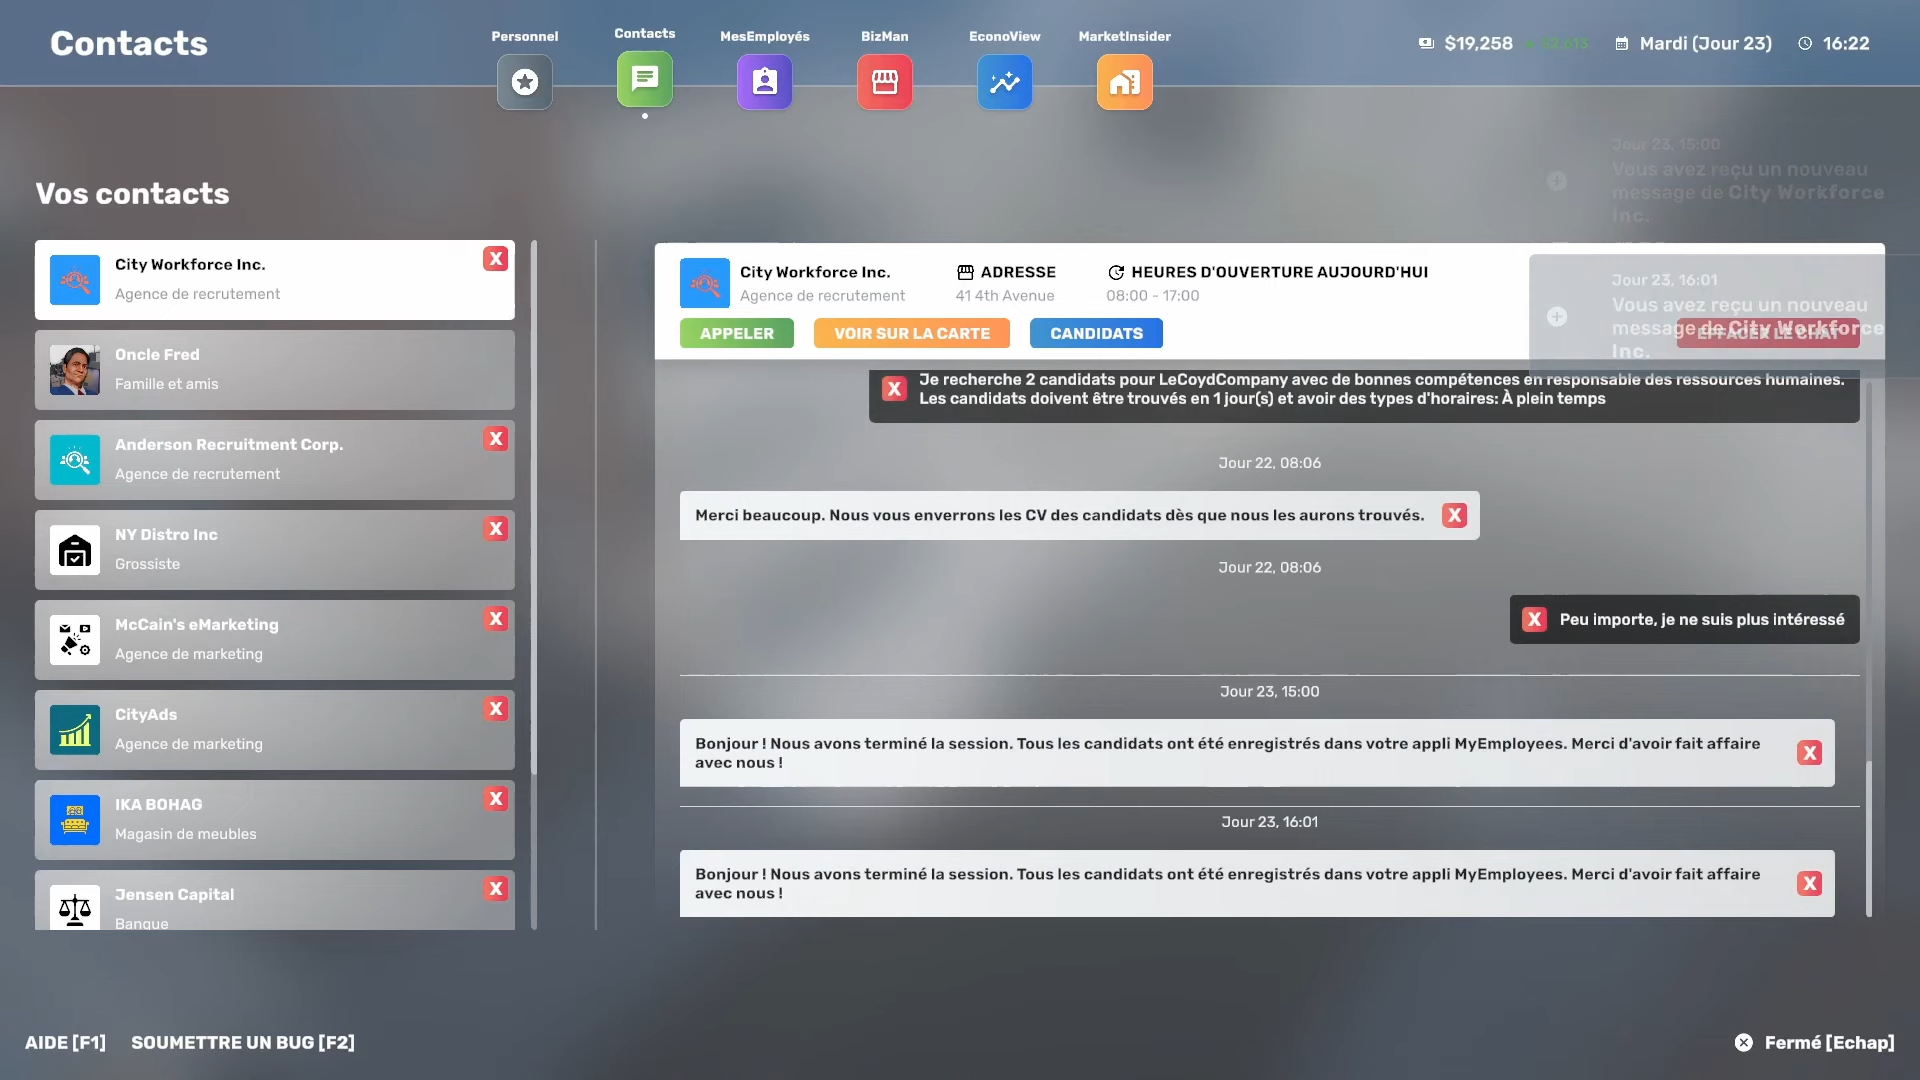 Contacts
Personnel
Contacts
MesEmployés
BizMan
EconoView
MarketInsider
$19,258
Mardi (Jour 23)
16:22
Vos contacts
City Workforce Inc.
Agence de recrutement
X
Oncle Fred
Famille et amis
Anderson Recruitment Corp.
Agence de recrutement
X
NY Distro Inc
Grossiste
X
McCain's eMarketing
Agence de marketing
X
CityAds
Agence de marketing
X
IKA BOHAG
Magasin de meubles
X
Jensen Capital
Banque
X
City Workforce Inc.
Agence de recrutement
ADRESSE
41 4th Avenue
HEURES D'OUVERTURE AUJOURD'HUI
08:00 - 17:00
APPELER
VOIR SUR LA CARTE
CANDIDATS
EFFACER LE CHAT
Jour 23, 15:00
Vous avez reçu un nouveau
message de City Workforce
Inc.
Jour 23, 16:01
Vous avez reçu un nouveau
message de City Workforce
Inc.
X
Je recherche 2 candidats pour LeCoydCompany avec de bonnes compétences en responsable des ressources humaines.
Les candidats doivent être trouvés en 1 jour(s) et avoir des types d'horaires: À plein temps
Jour 22, 08:06
Merci beaucoup. Nous vous enverrons les CV des candidats dès que nous les aurons trouvés.
X
Jour 22, 08:06
X
Peu importe, je ne suis plus intéressé
Jour 23, 15:00
Bonjour ! Nous avons terminé la session. Tous les candidats ont été enregistrés dans votre appli MyEmployees. Merci d'avoir fait affaire
avec nous !
X
Jour 23, 16:01
Bonjour ! Nous avons terminé la session. Tous les candidats ont été enregistrés dans votre appli MyEmployees. Merci d'avoir fait affaire
avec nous !
X
AIDE [F1]
SOUMETTRE UN BUG [F2]
Fermé [Echap]